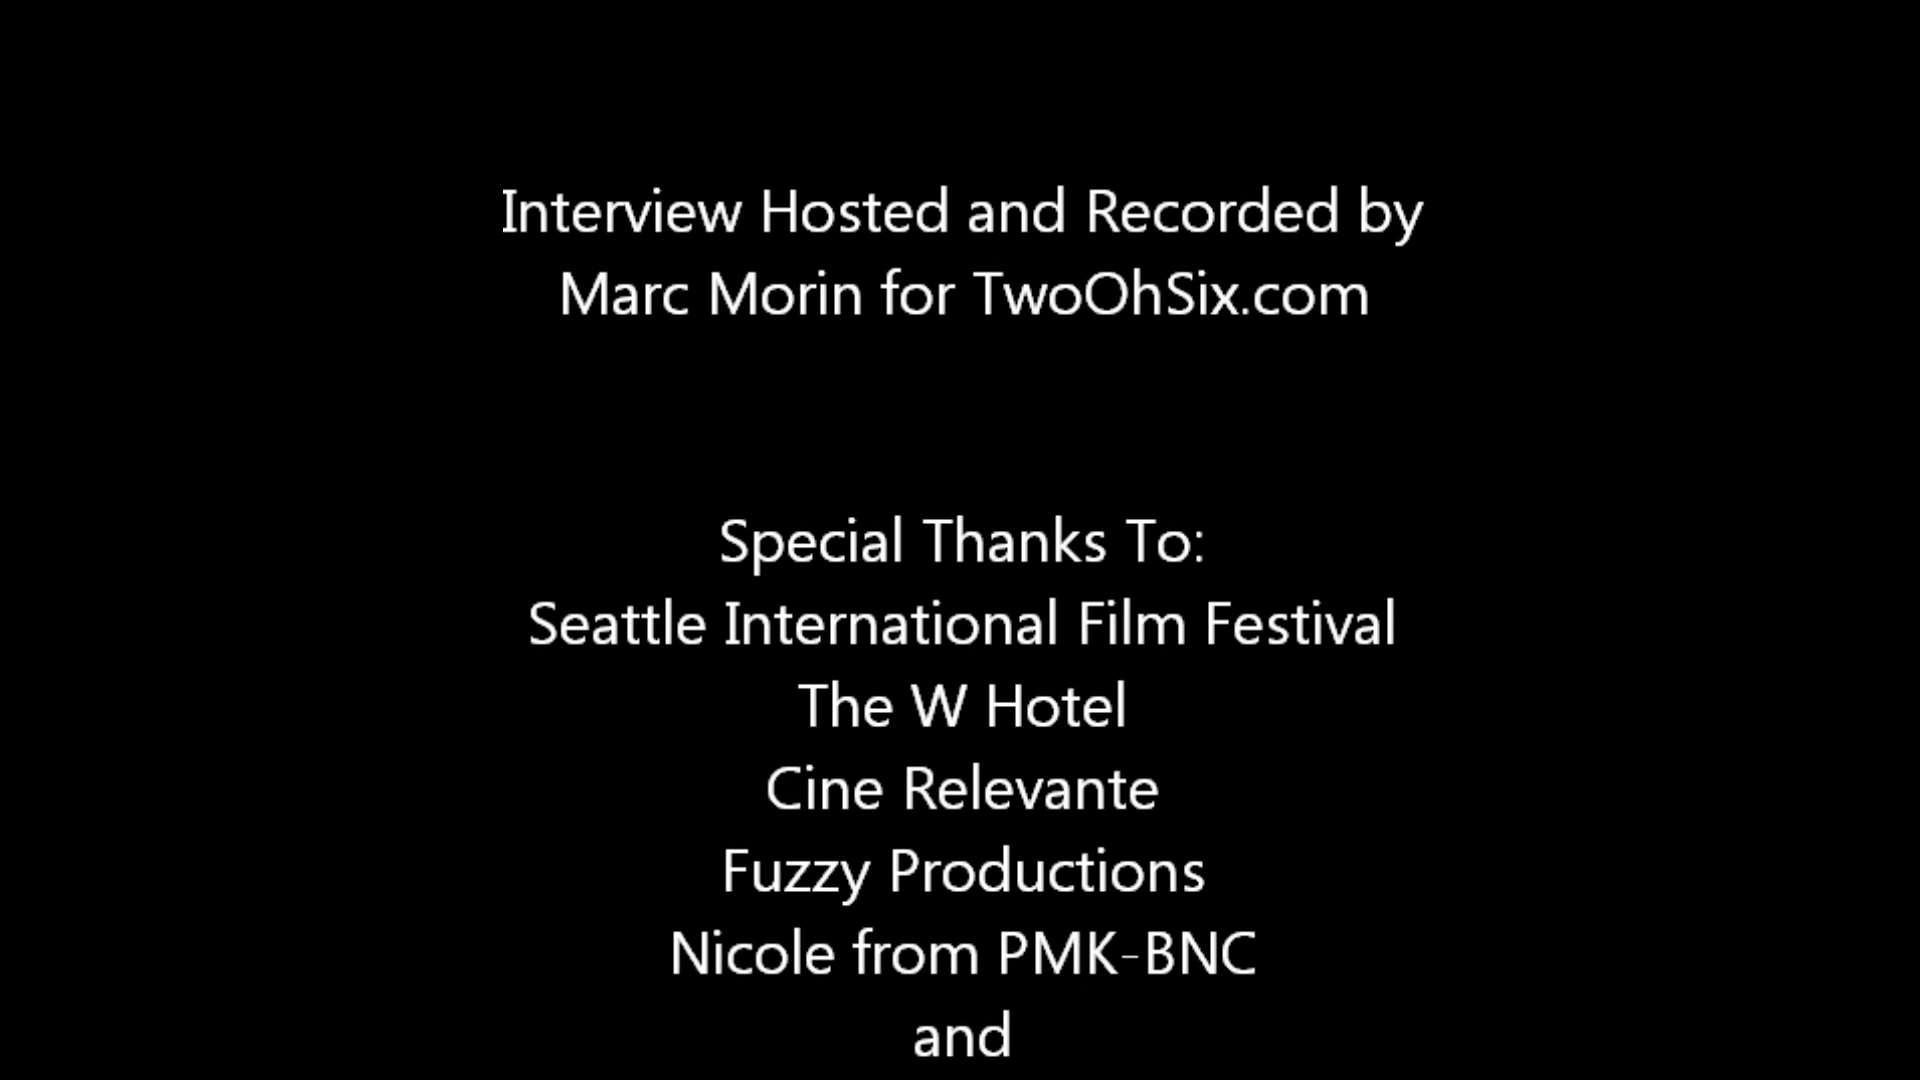 Interview Hosted and Recorded by
Marc Morin for TwoOhSix.com
Special Thanks To:
Seattle International Film Festival
The W Hotel
Cine Relevante
Fuzzy Productions
Nicole from PMK-BNC
and